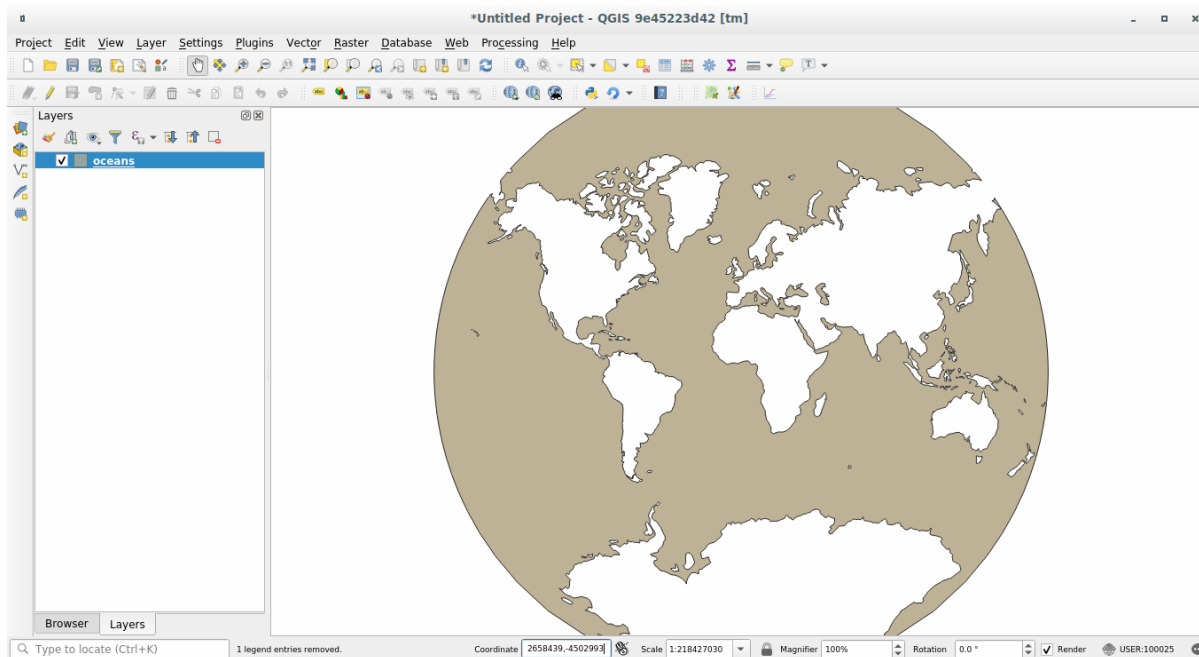 *Untitled Project - QGIS 9e45223d42 [tm]
Project Edit View Layer Settings Plugins Vector Raster Database Web Processing Help
Layers
oceans
Browser Layers
Type to locate (Ctrl+K) 1 legend entries removed. Coordinate 2658439,-4502993 Scale 1:218427030 Magnifier 100% Rotation 0.0 ° Render USER:100025